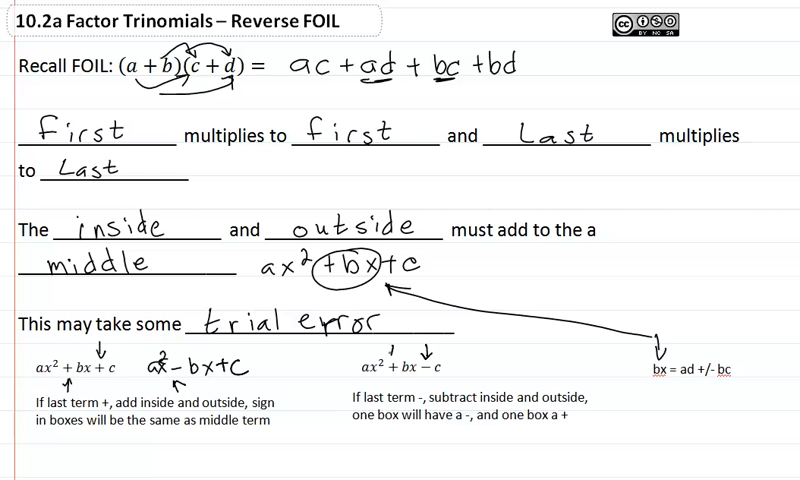 10.2a Factor Trinomials – Reverse FOIL
cc BY NC SA
Recall FOIL: (a + b)(c + d) = ac + ad + bc + bd
First multiplies to first and Last multiplies
to Last
The inside and outside must add to the a
middle ax² + bx + c
This may take some trial error
ax² + bx + c ax² - bx + c ax² + bx − c bx = ad +/- bc
If last term +, add inside and outside, sign
in boxes will be the same as middle term
If last term -, subtract inside and outside,
one box will have a -, and one box a +